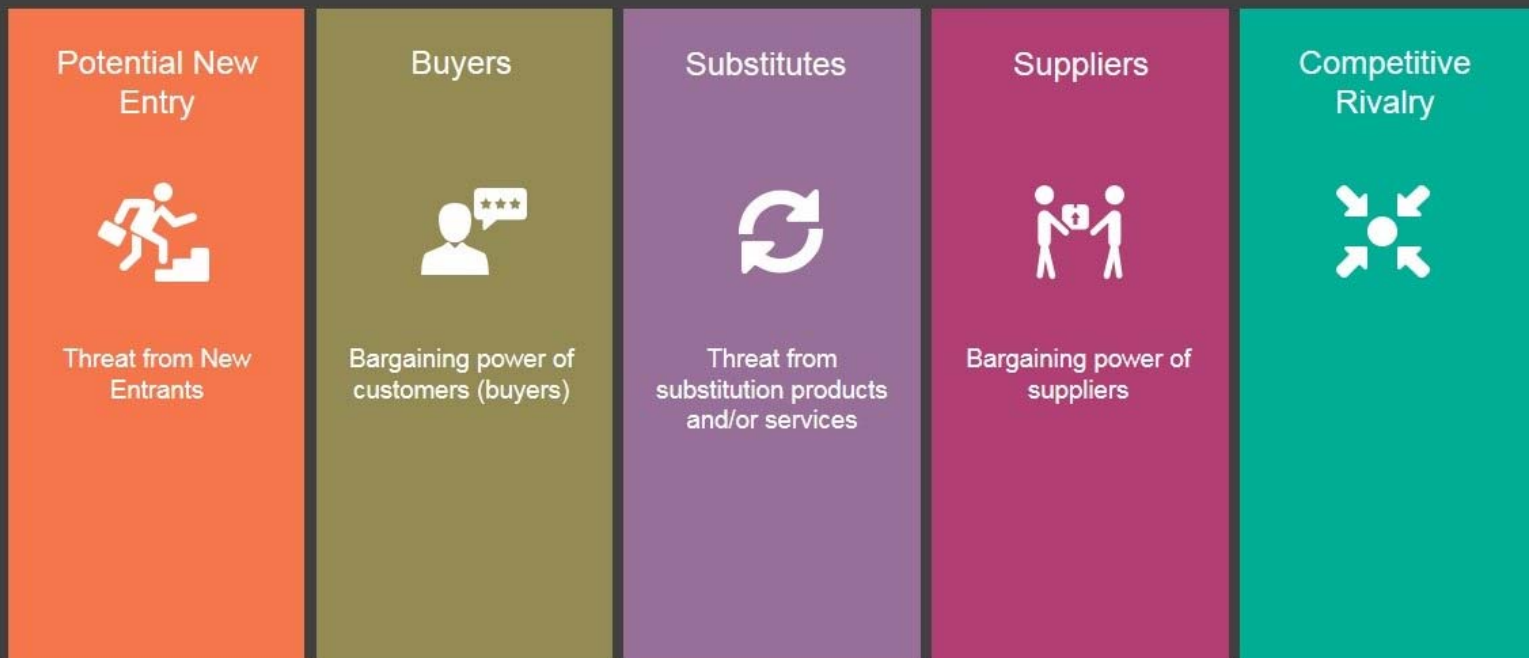 Potential New
Entry
Threat from New
Entrants
Buyers
Bargaining power of
customers (buyers)
Substitutes
Threat from
substitution products
and/or services
Suppliers
Bargaining power of
suppliers
Competitive
Rivalry